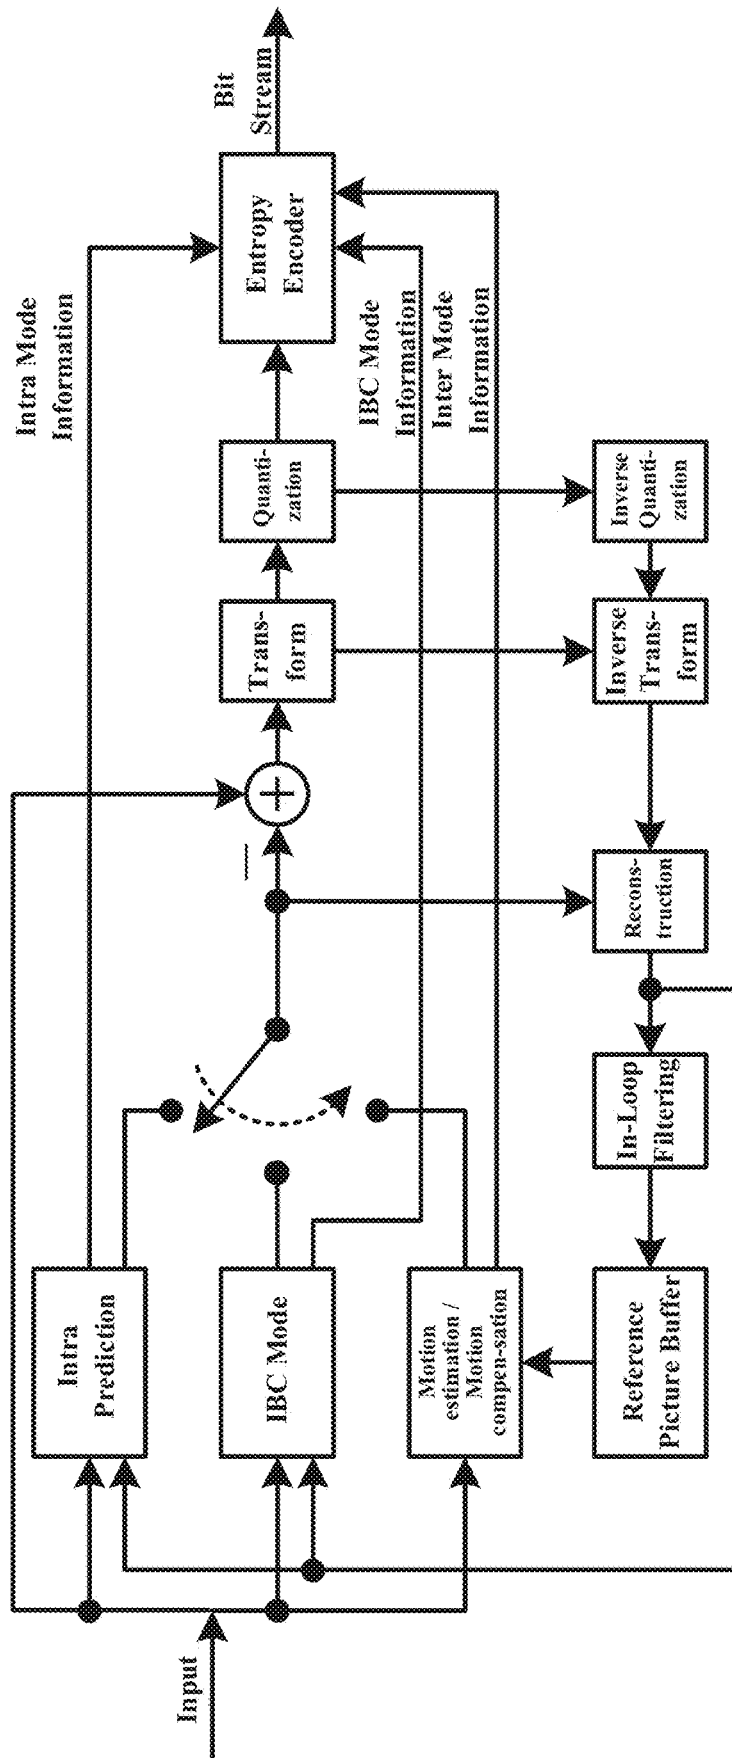 Input
Intra
Prediction
IBC Mode
Motion
estimation /
Motion
compen-sation
Reference
Picture Buffer
In-Loop
Filtering
Recons-
truction
Trans-
form
Inverse
Trans-
form
Quanti-
zation
Inverse
Quanti-
zation
Intra Mode
Information
IBC Mode
Information
Inter Mode
Information
Entropy
Encoder
Bit
Stream